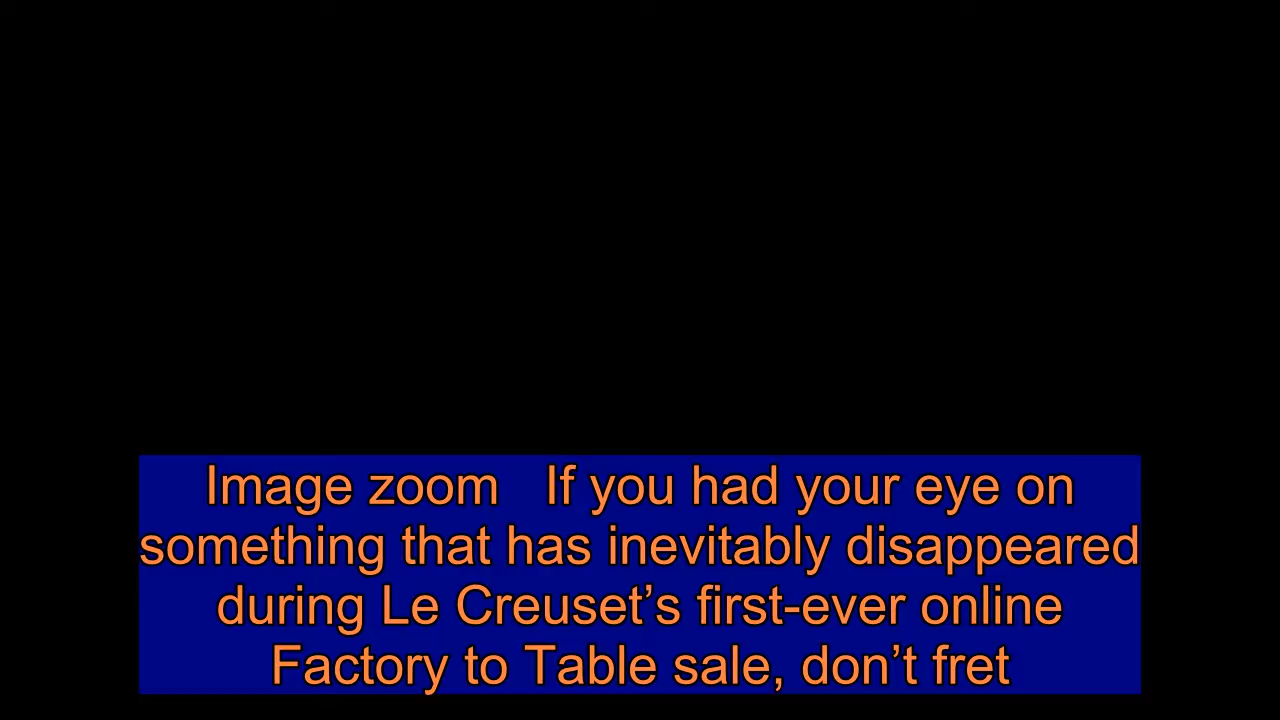 Image zoom   If you had your eye on
something that has inevitably disappeared
during Le Creuset’s first-ever online
Factory to Table sale, don’t fret